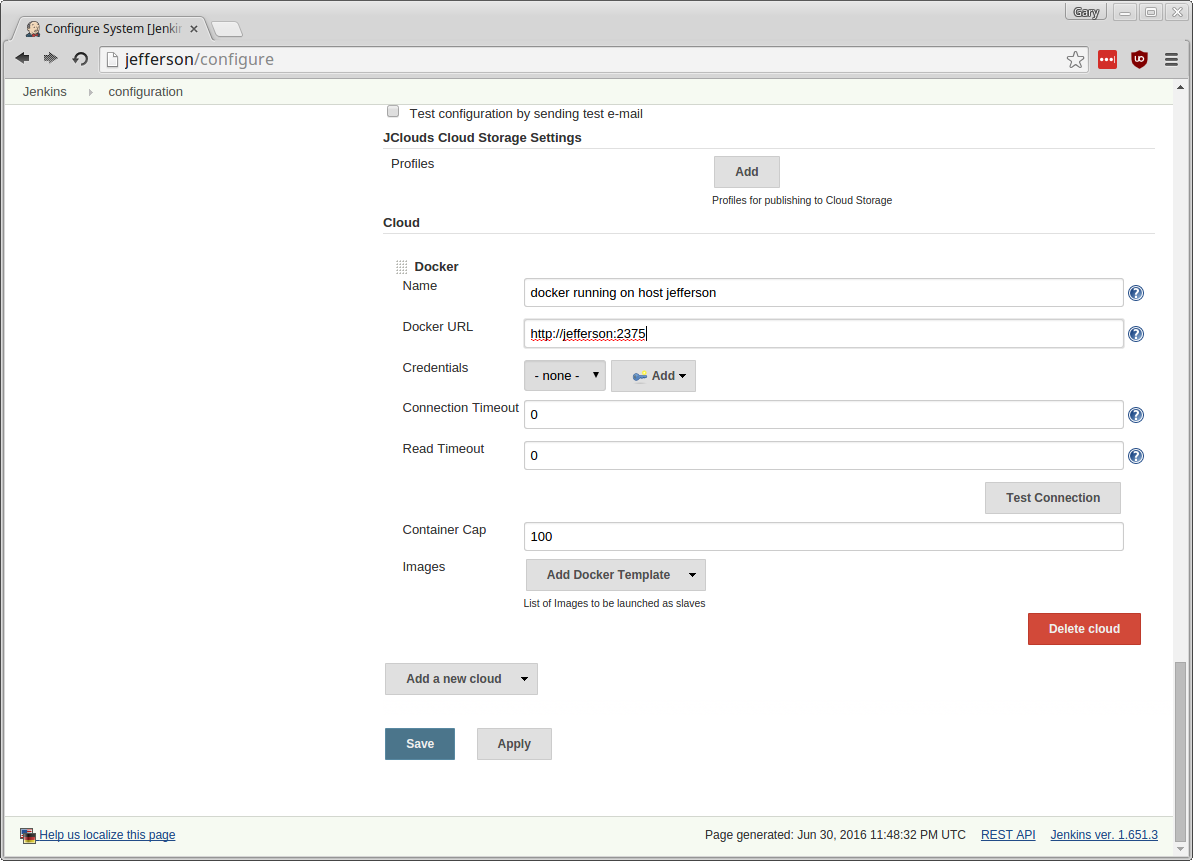 Gary
Configure System [Jenkin
jefferson/configure
Jenkins configuration
Test configuration by sending test e-mail
JClouds Cloud Storage Settings
Profiles Add
Profiles for publishing to Cloud Storage
Cloud
Docker
Name docker running on host jefferson
Docker URL http://jefferson:2375
Credentials - none - Add
Connection Timeout 0
Read Timeout 0
Test Connection
Container Cap 100
Images Add Docker Template
List of Images to be launched as slaves
Delete cloud
Add a new cloud
Save Apply
Help us localize this page Page generated: Jun 30, 2016 11:48:32 PM UTC REST API Jenkins ver. 1.651.3